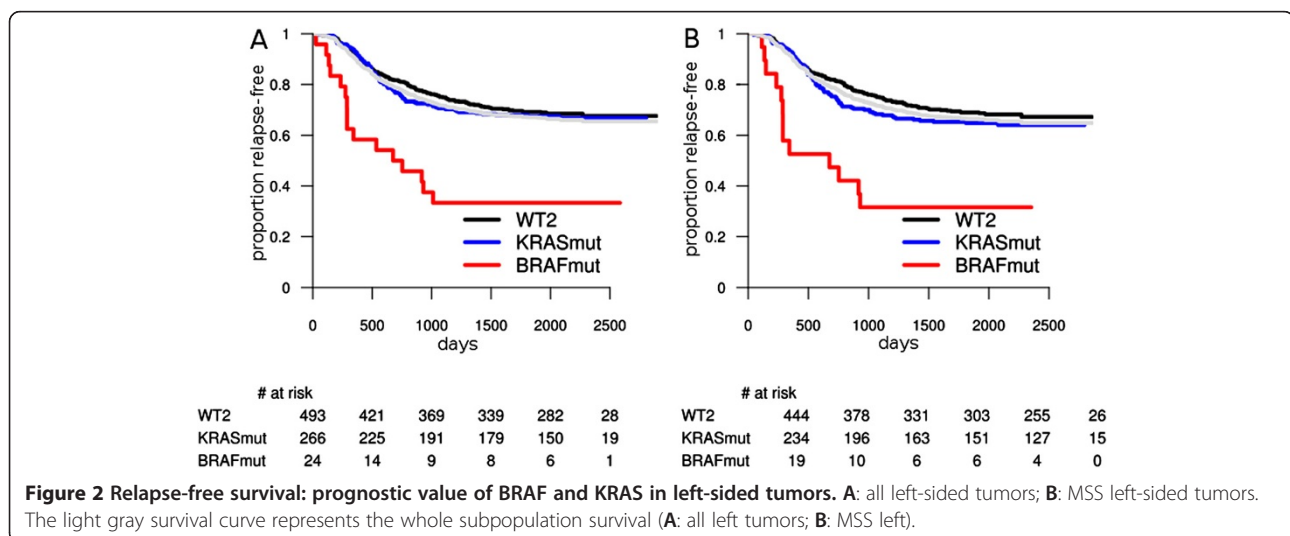 A
B
proportion relapse-free
1
0.8
0.6
0.4
0.2
0
WT2
KRASmut
BRAFmut
0 500 1000 1500 2000 2500
days
proportion relapse-free
1
0.8
0.6
0.4
0.2
0
WT2
KRASmut
BRAFmut
0 500 1000 1500 2000 2500
days
# at risk
WT2 493 421 369 339 282 28
KRASmut 266 225 191 179 150 19
BRAFmut 24 14 9 8 6 1
# at risk
WT2 444 378 331 303 255 26
KRASmut 234 196 163 151 127 15
BRAFmut 19 10 6 6 4 0
Figure 2 Relapse-free survival: prognostic value of BRAF and KRAS in left-sided tumors. A: all left-sided tumors; B: MSS left-sided tumors.
The light gray survival curve represents the whole subpopulation survival (A: all left tumors; B: MSS left).